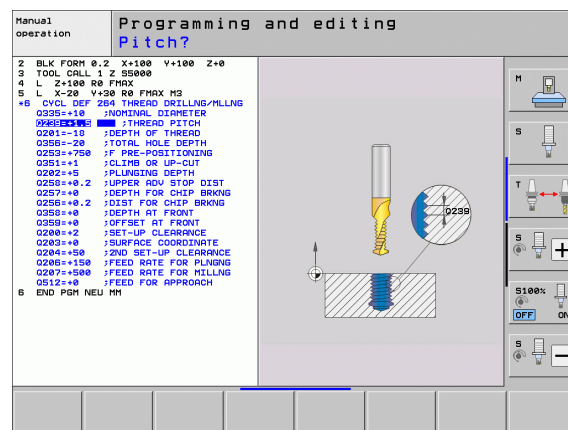 Manual
operation
Programming and editing
Pitch?
2 BLK FORM 0.2 X+100 Y+100 Z+0
3 TOOL CALL 1 Z S5000
4 L Z+100 R0 FMAX
5 L X-20 Y+30 R0 FMAX M3
*6 CYCL DEF 264 THREAD DRILLNG/MLLNG
Q335=+10 ;NOMINAL DIAMETER
Q239=+1.5 ;THREAD PITCH
Q201=-18 ;DEPTH OF THREAD
Q356=-20 ;TOTAL HOLE DEPTH
Q253=+750 ;F PRE-POSITIONING
Q351=+1 ;CLIMB OR UP-CUT
Q202=+5 ;PLUNGING DEPTH
Q258=+0.2 ;UPPER ADV STOP DIST
Q257=+0 ;DEPTH FOR CHIP BRKNG
Q256=+0.2 ;DIST FOR CHIP BRKNG
Q358=+0 ;DEPTH AT FRONT
Q359=+0 ;OFFSET AT FRONT
Q200=+2 ;SET-UP CLEARANCE
Q203=+0 ;SURFACE COORDINATE
Q204=+50 ;2ND SET-UP CLEARANCE
Q206=+150 ;FEED RATE FOR PLNGNG
Q207=+500 ;FEED RATE FOR MILLNG
Q512=+0 ;FEED FOR APPROACH
6 END PGM NEU MM
Q239
M
S
T
S
+
S100%
OFF ON
S
−